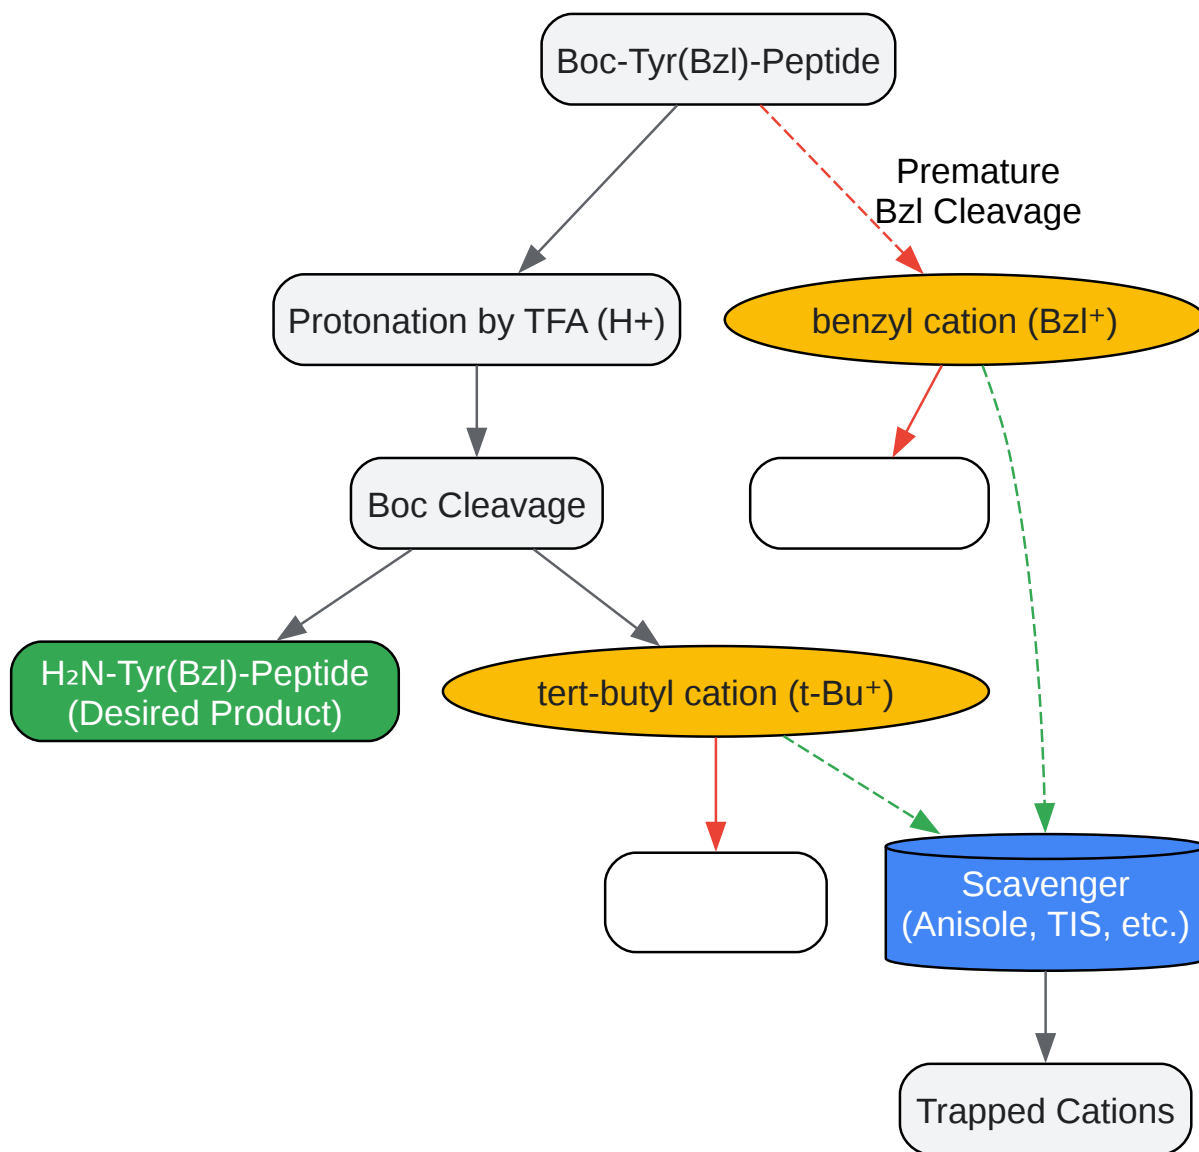 Boc-Tyr(Bzl)-Peptide
Premature
Bzl Cleavage
Protonation by TFA (H+)
benzyl cation (Bzl⁺)
Boc Cleavage
H₂N-Tyr(Bzl)-Peptide
(Desired Product)
tert-butyl cation (t-Bu⁺)
Scavenger
(Anisole, TIS, etc.)
Trapped Cations